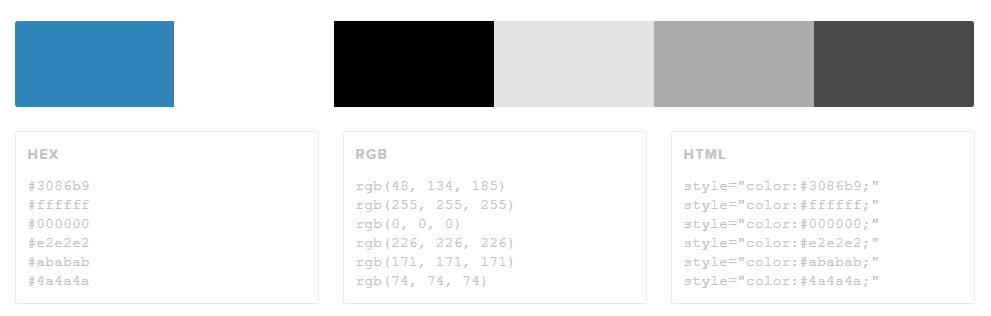 HEX
#3086b9
#ffffff
#000000
#e2e2e2
#ababab
#4a4a4a
RGB
rgb(48, 134, 185)
rgb(255, 255, 255)
rgb(0, 0, 0)
rgb(226, 226, 226)
rgb(171, 171, 171)
rgb(74, 74, 74)
HTML
style="color:#3086b9;"
style="color:#ffffff;"
style="color:#000000;"
style="color:#e2e2e2;"
style="color:#ababab;"
style="color:#4a4a4a;"